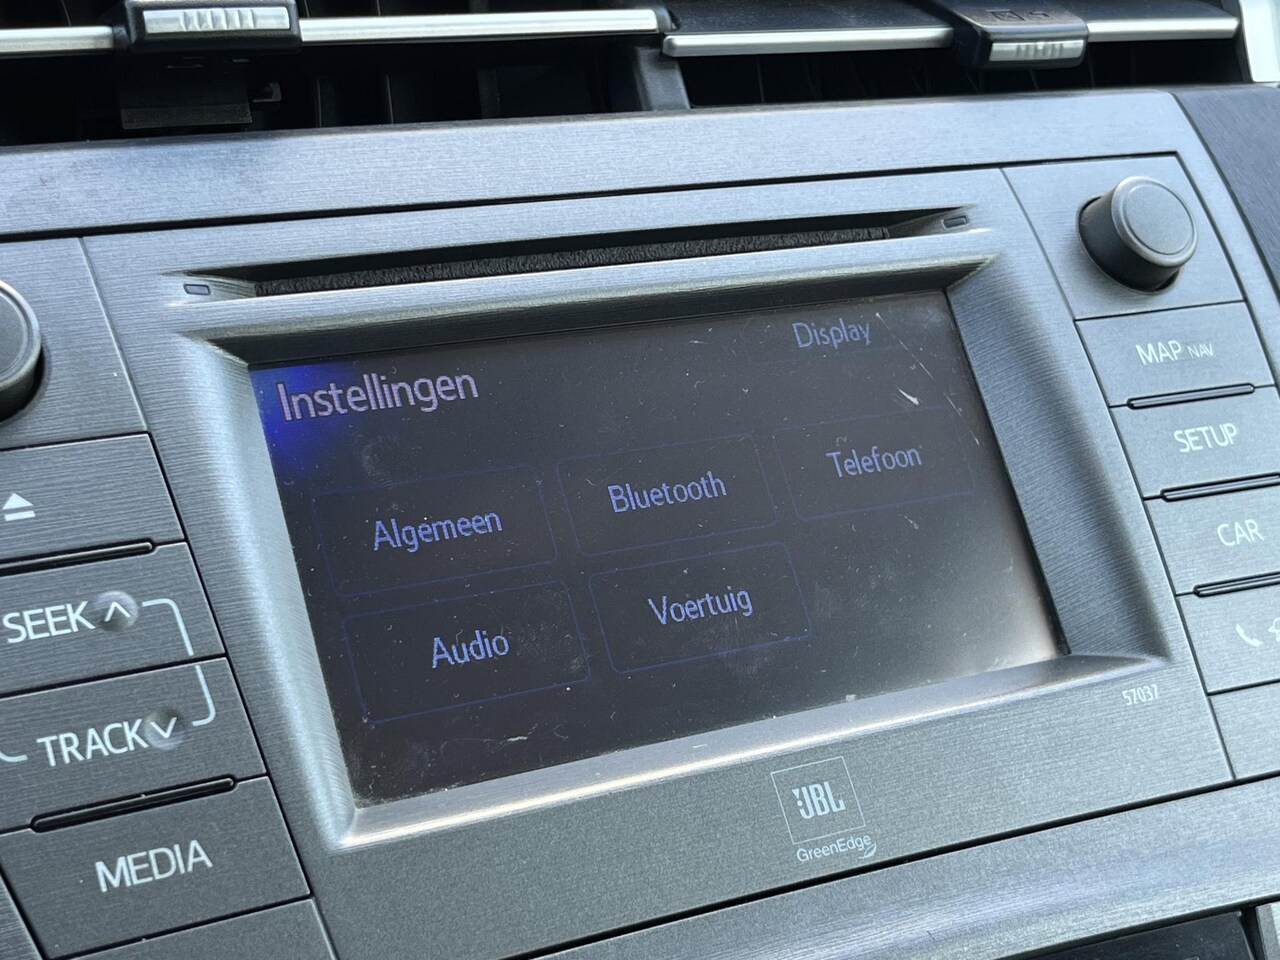 Display
Instellingen
Algemeen
Bluetooth
Telefoon
Audio
Voertuig
SEEK
TRACK
MEDIA
MAP NAV
SETUP
CAR
57037
JBL
GreenEdge